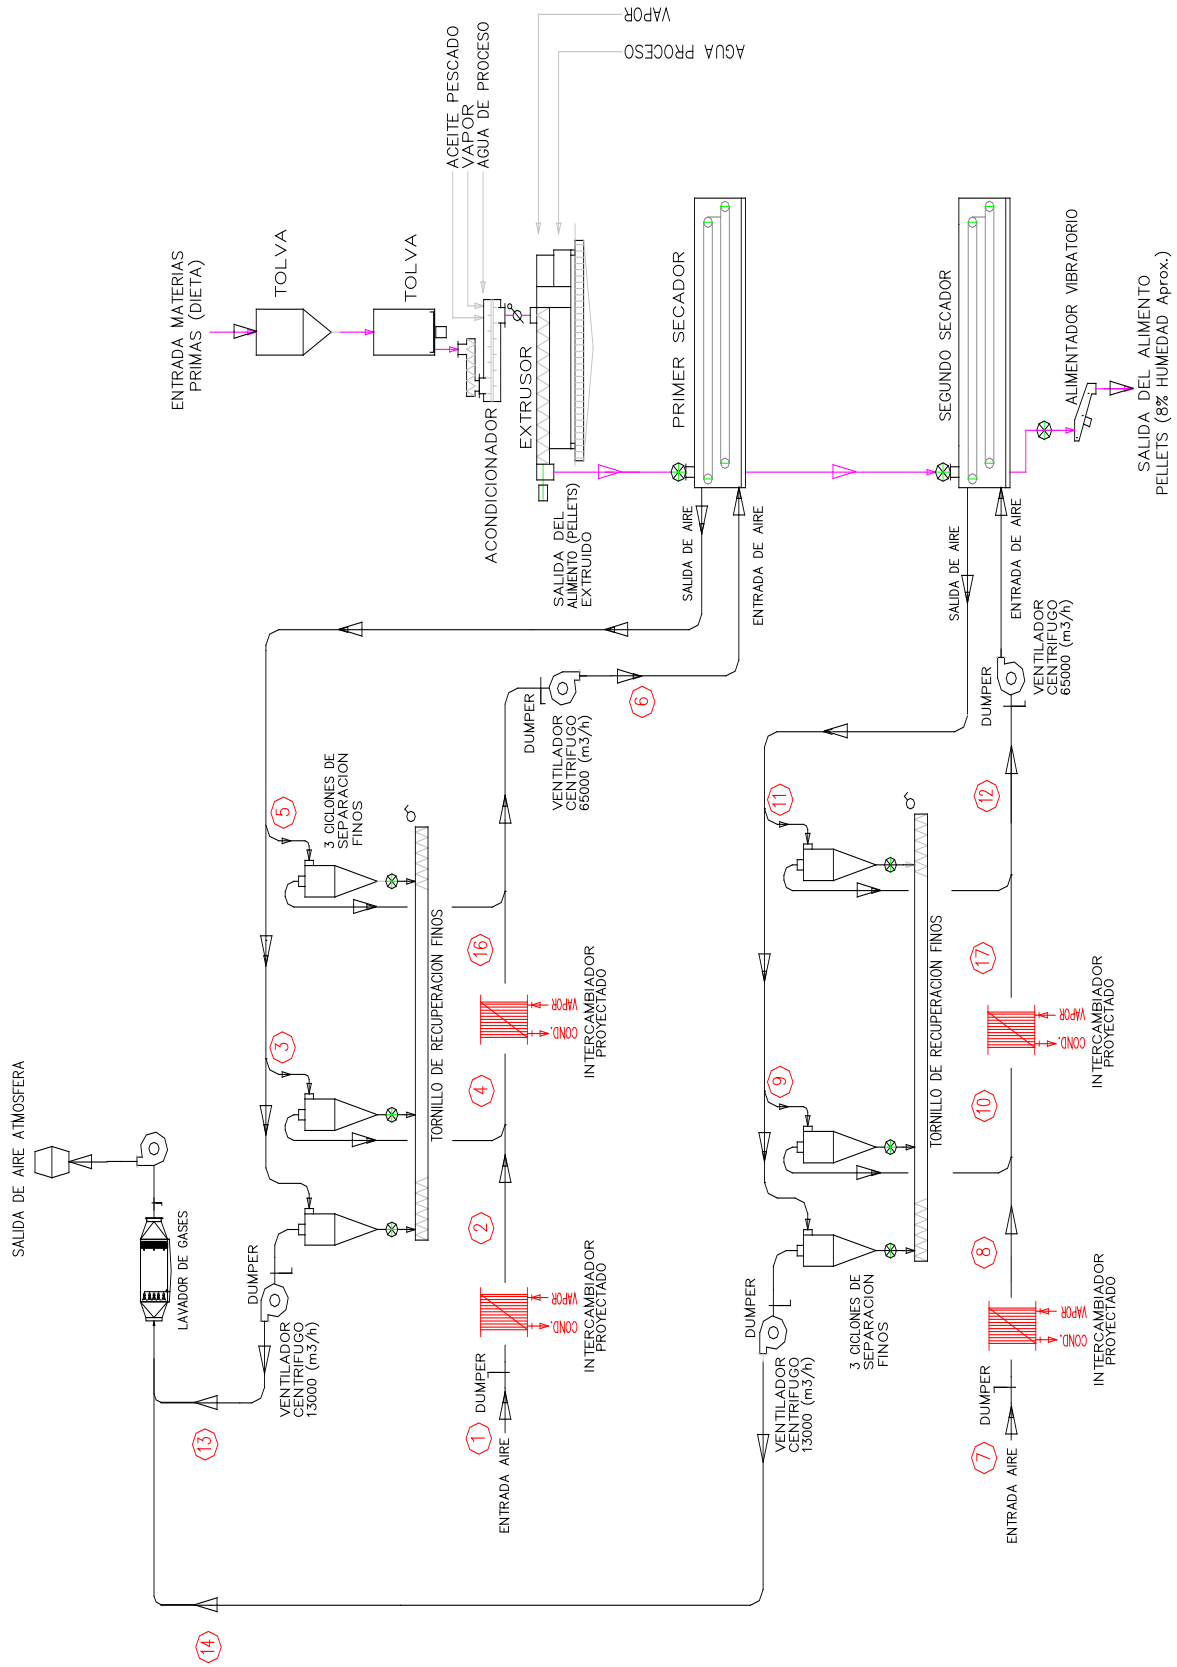 VAPOR
AGUA PROCESO
ACEITE PESCADO
VAPOR
AGUA DE PROCESO
ENTRADA MATERIAS
PRIMAS (DIETA)
TOLVA
TOLVA
ACONDICIONADOR
EXTRUSOR
SALIDA DEL
ALIMENTO (PELLETS)
EXTRUIDO
PRIMER SECADOR
SALIDA DE AIRE
ENTRADA DE AIRE
SEGUNDO SECADOR
SALIDA DE AIRE
ENTRADA DE AIRE
ALIMENTADOR VIBRATORIO
SALIDA DEL ALIMENTO
PELLETS (8% HUMEDAD Aprox.)
5
3 CICLONES DE
SEPARACION
FINOS
DUMPER
VENTILADOR
CENTRIFUGO
65000 (m3/h)
6
3
TORNILLO DE RECUPERACION FINOS
16
VAPOR
COND.
INTERCAMBIADOR
PROYECTADO
4
2
VAPOR
COND.
INTERCAMBIADOR
PROYECTADO
DUMPER
1
ENTRADA AIRE
SALIDA DE AIRE ATMOSFERA
LAVADOR DE GASES
DUMPER
VENTILADOR
CENTRIFUGO
13000 (m3/h)
13
14
11
9
TORNILLO DE RECUPERACION FINOS
DUMPER
VENTILADOR
CENTRIFUGO
65000 (m3/h)
12
17
VAPOR
COND.
INTERCAMBIADOR
PROYECTADO
10
8
VAPOR
COND.
INTERCAMBIADOR
PROYECTADO
3 CICLONES DE
SEPARACION
FINOS
DUMPER
VENTILADOR
CENTRIFUGO
13000 (m3/h)
DUMPER
7
ENTRADA AIRE